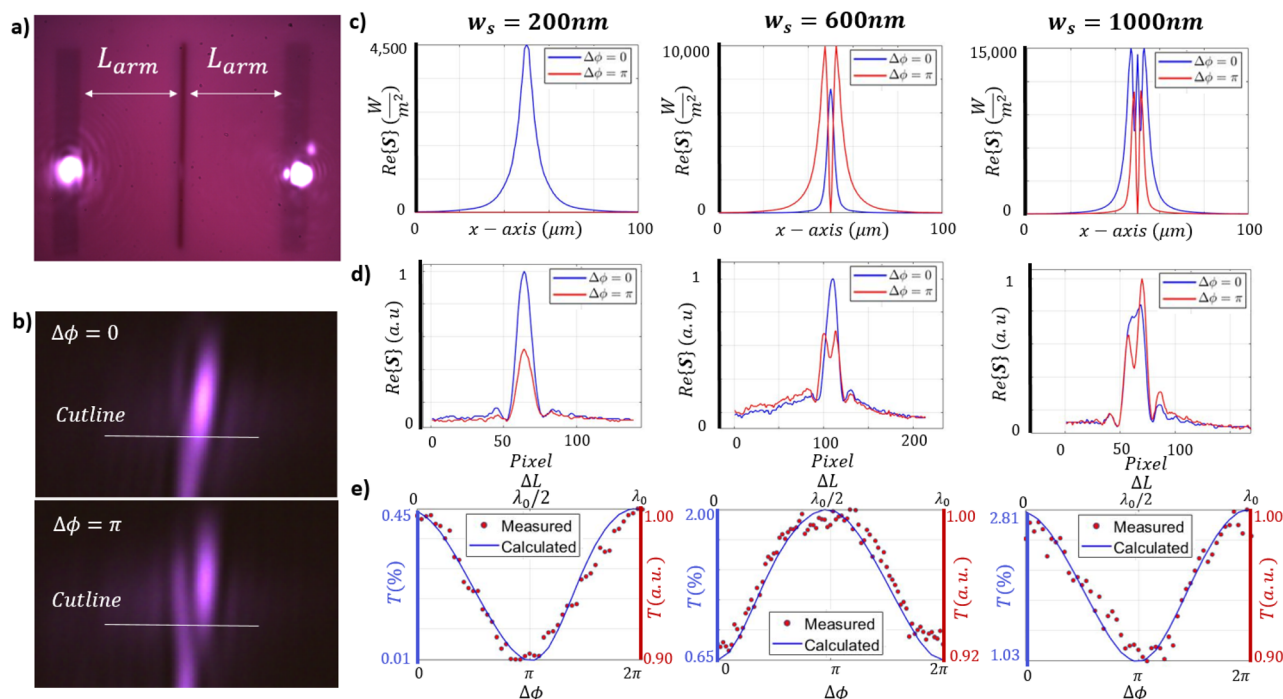 a)
L_arm L_arm
b)
Δϕ = 0
Cutline
Δϕ = π
Cutline
c)
w_s = 200nm
w_s = 600nm
w_s = 1000nm
4,500
Re{S} (W/m²)
0
Δϕ = 0
Δϕ = π
0 100
x − axis (μm)
10,000
Re{S} (W/m²)
0
Δϕ = 0
Δϕ = π
0 100
x − axis (μm)
15,000
Re{S} (W/m²)
0
Δϕ = 0
Δϕ = π
0 100
x − axis (μm)
d)
1
Re{S} (a.u)
0
Δϕ = 0
Δϕ = π
0 50 100
Pixel
1
Re{S} (a.u)
0
Δϕ = 0
Δϕ = π
0 100 200
Pixel
1
Re{S} (a.u)
0
Δϕ = 0
Δϕ = π
0 50 100
Pixel
e)
ΔL
0 λ₀/2 λ₀
0.45 1.00
Measured
Calculated
T(%) T(a.u.)
0.01 0.90
0 π 2π
Δϕ
ΔL
0 λ₀/2 λ₀
2.00 1.00
T(%) T(a.u.)
Measured
Calculated
0.65 0.92
0 π 2π
Δϕ
ΔL
0 λ₀/2 λ₀
2.81 1.00
Measured
Calculated
T(%) T(a.u.)
1.03 0.90
0 π 2π
Δϕ